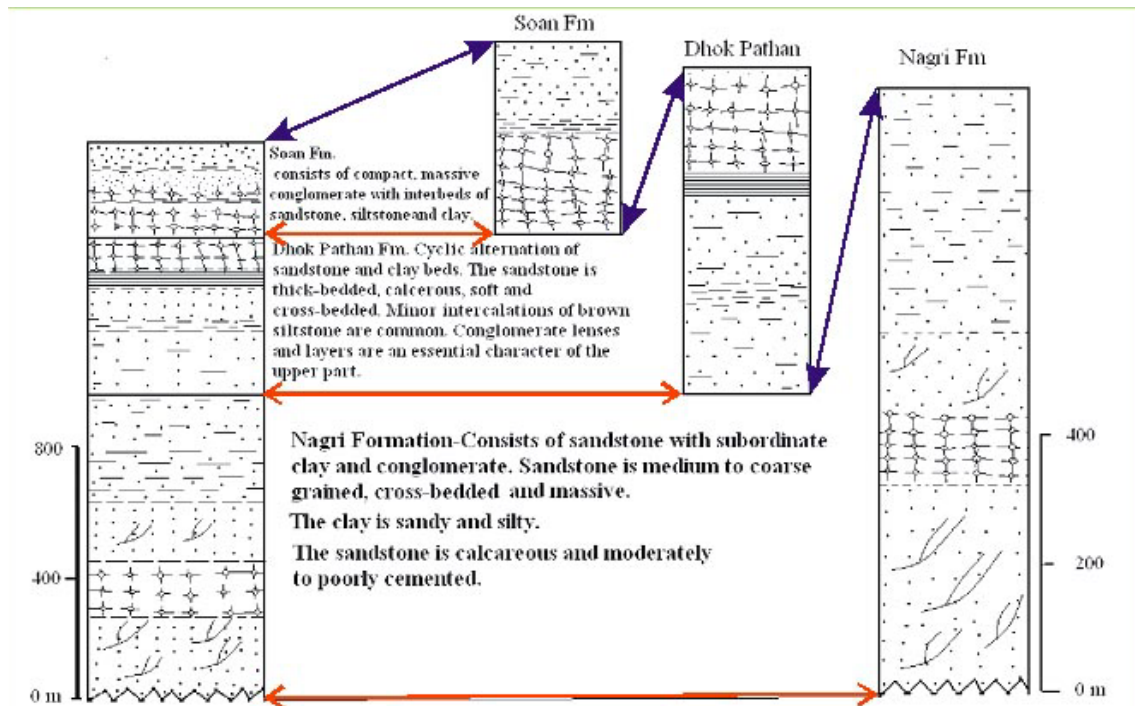 Soan Fm
Dhok Pathan
Nagri Fm
Soan Fm.
consists of compact, massive
conglomerate with interbeds of
sandstone, siltstoneand clay.
Dhok Pathan Fm. Cyclic alternation of
sandstone and clay beds. The sandstone is
thick-bedded, calcerous, soft and
cross-bedded. Minor intercalations of brown
siltstone are common. Conglomerate lenses
and layers are an essential character of the
upper part.
Nagri Formation-Consists of sandstone with subordinate
clay and conglomerate. Sandstone is medium to coarse
grained, cross-bedded and massive.
The clay is sandy and silty.
The sandstone is calcareous and moderately
to poorly cemented.
800
400
0 m
400
200
0 m